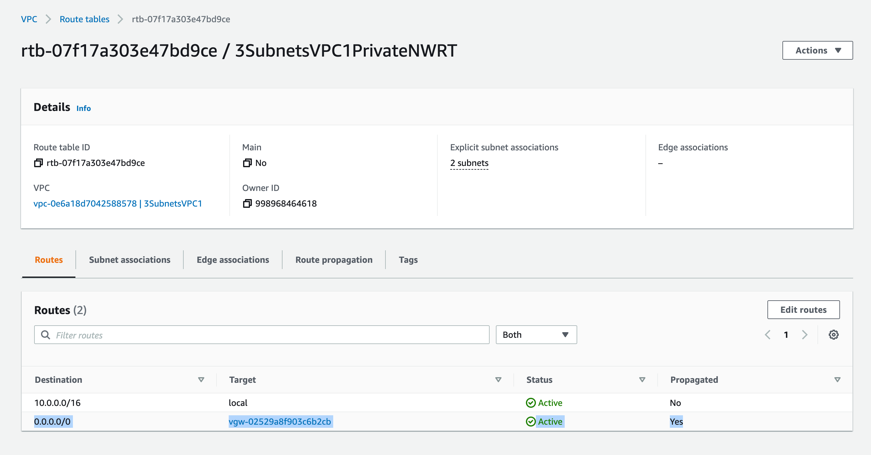 VPC > Route tables > rtb-07f17a303e47bd9ce
rtb-07f17a303e47bd9ce / 3SubnetsVPC1PrivateNWRT
Actions
Details Info
Route table ID Main Explicit subnet associations Edge associations
rtb-07f17a303e47bd9ce No 2 subnets –
VPC Owner ID
vpc-0e6a18d7042588578 | 3SubnetsVPC1 998968464618
Routes Subnet associations Edge associations Route propagation Tags
Routes (2) Edit routes
Filter routes Both 1
Destination Target Status Propagated
10.0.0.0/16 local Active No
0.0.0.0/0 vgw-02529a8f903c6b2cb Active Yes